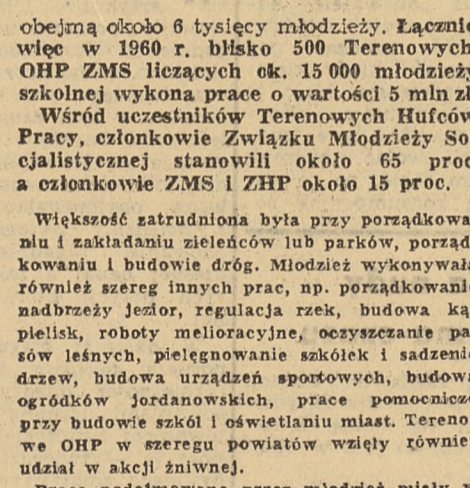 obejmą około 6 tysięcy młodzieży. Łącznie
więc w 1960 r. blisko 500 Terenowych
OHP ZMS liczących ok. 15 000 młodzieży
szkolnej wykona prace o wartości 5 mln zł
Wśród uczestników Terenowych Hufców
Pracy, członkowie Związku Młodzieży So-
cjalistycznej stanowili około 65 proc
a członkowie ZMS i ZHP około 15 proc.
Większość zatrudniona była przy porządkowa-
niu i zakładaniu zieleńców lub parków, porząd-
kowaniu i budowie dróg. Młodzież wykonywała
również szereg innych prac, np. porządkowanie
nadbrzeży jezior, regulacja rzek, budowa ką-
pielisk, roboty melioracyjne, oczyszczanie pa-
sów leśnych, pielęgnowanie szkółek i sadzenie
drzew, budowa urządzeń sportowych, budowa
ogródków jordanowskich, prace pomocnicze
przy budowie szkół i oświetlaniu miast. Tereno-
we OHP w szeregu powiatów wzięły również
udział w akcji żniwnej.